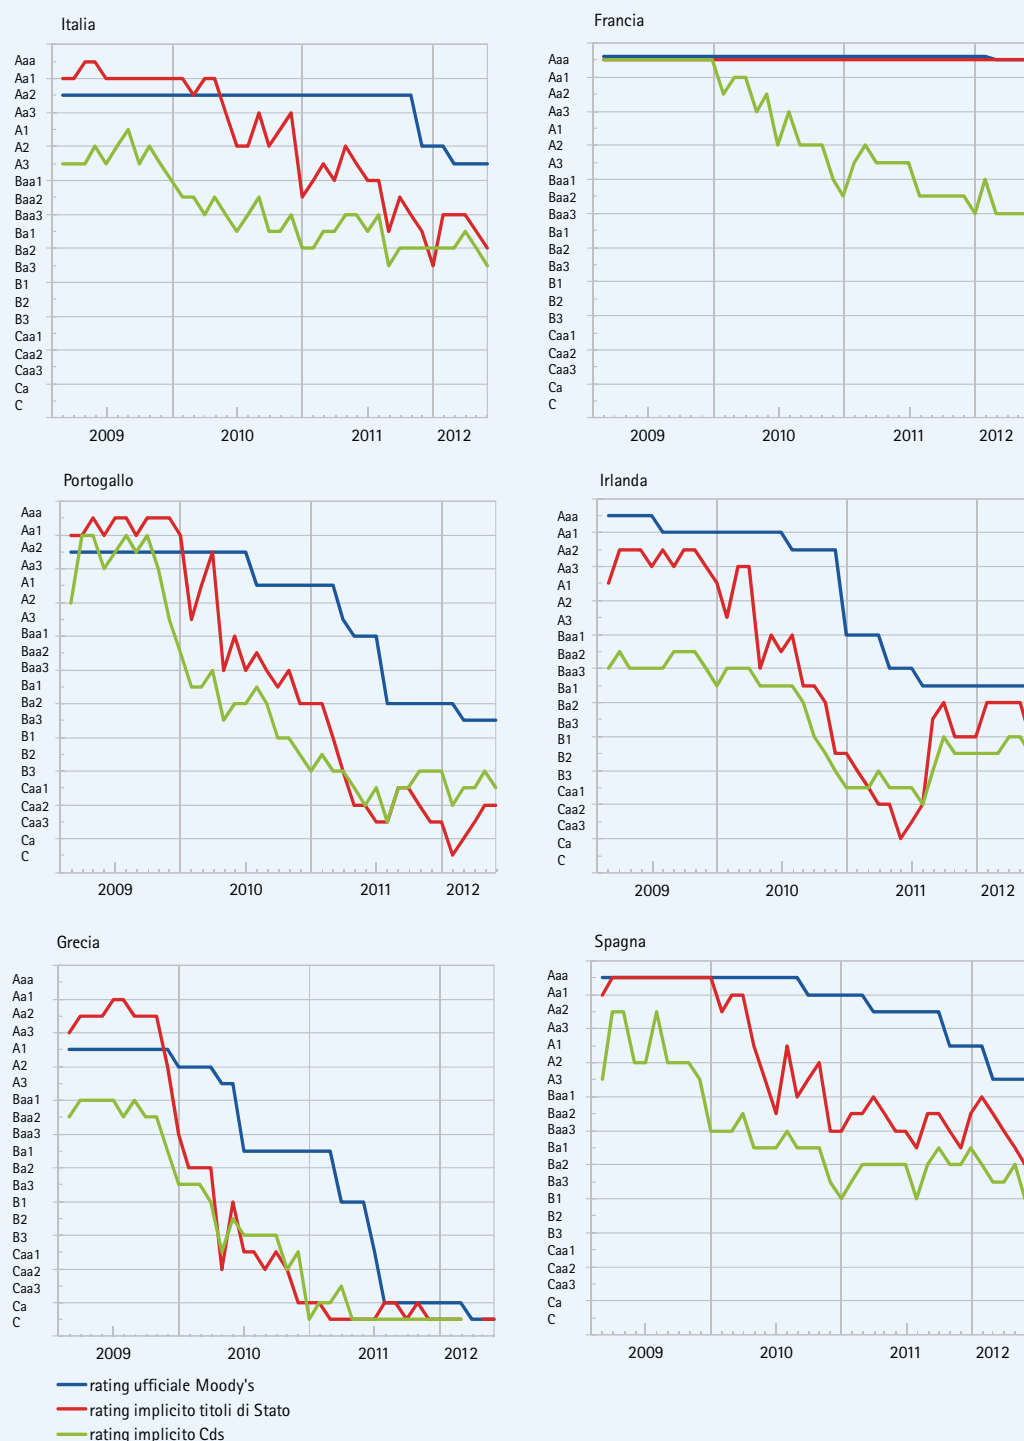 Italia
Aaa
Aa1
Aa2
Aa3
A1
A2
A3
Baa1
Baa2
Baa3
Ba1
Ba2
Ba3
B1
B2
B3
Caa1
Caa2
Caa3
Ca
C
2009 2010 2011 2012
Francia
Aaa
Aa1
Aa2
Aa3
A1
A2
A3
Baa1
Baa2
Baa3
Ba1
Ba2
Ba3
B1
B2
B3
Caa1
Caa2
Caa3
Ca
C
2009 2010 2011 2012
Portogallo
Aaa
Aa1
Aa2
Aa3
A1
A2
A3
Baa1
Baa2
Baa3
Ba1
Ba2
Ba3
B1
B2
B3
Caa1
Caa2
Caa3
Ca
C
2009 2010 2011 2012
Irlanda
Aaa
Aa1
Aa2
Aa3
A1
A2
A3
Baa1
Baa2
Baa3
Ba1
Ba2
Ba3
B1
B2
B3
Caa1
Caa2
Caa3
Ca
C
2009 2010 2011 2012
Grecia
Aaa
Aa1
Aa2
Aa3
A1
A2
A3
Baa1
Baa2
Baa3
Ba1
Ba2
Ba3
B1
B2
B3
Caa1
Caa2
Caa3
Ca
C
2009 2010 2011 2012
Spagna
Aaa
Aa1
Aa2
Aa3
A1
A2
A3
Baa1
Baa2
Baa3
Ba1
Ba2
Ba3
B1
B2
B3
Caa1
Caa2
Caa3
Ca
C
2009 2010 2011 2012
rating ufficiale Moody's
rating implicito titoli di Stato
rating implicito Cds